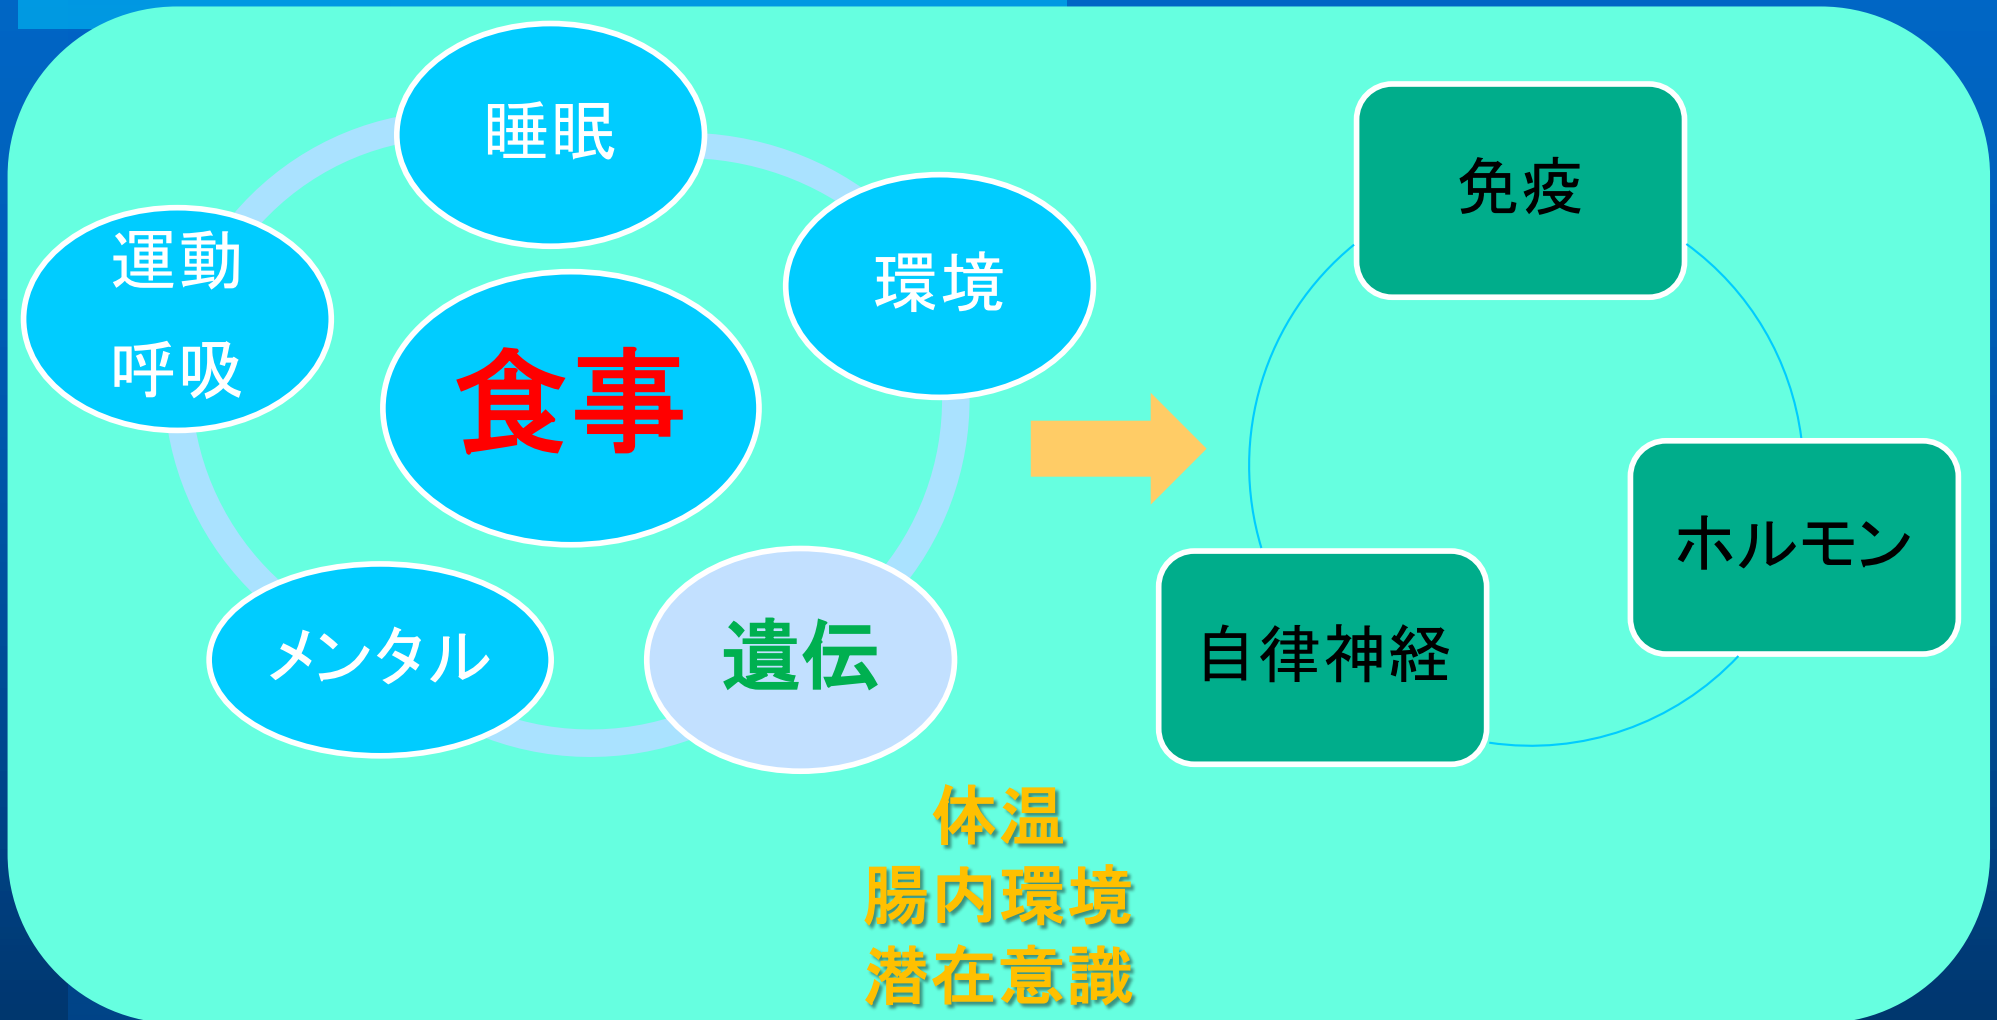 睡眠
環境
運動
呼吸
食事
メンタル
遺伝
免疫
ホルモン
自律神経
体温
腸内環境
潜在意識